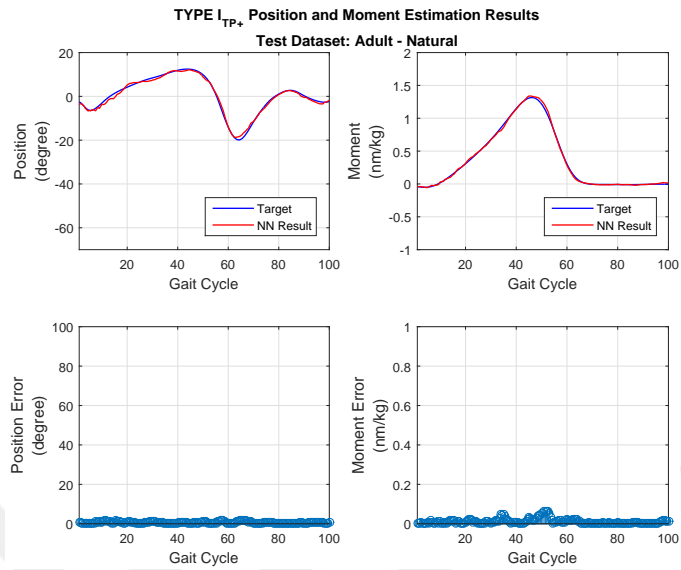 TYPE I_TP+ Position and Moment Estimation Results
Test Dataset: Adult - Natural
20
0
-20
-40
-60
Position
(degree)
Target
NN Result
20 40 60 80 100
Gait Cycle
2
1.5
1
0.5
0
-0.5
-1
Moment
(nm/kg)
Target
NN Result
20 40 60 80 100
Gait Cycle
100
80
60
40
20
0
Position Error
(degree)
20 40 60 80 100
Gait Cycle
1
0.8
0.6
0.4
0.2
0
Moment Error
(nm/kg)
20 40 60 80 100
Gait Cycle